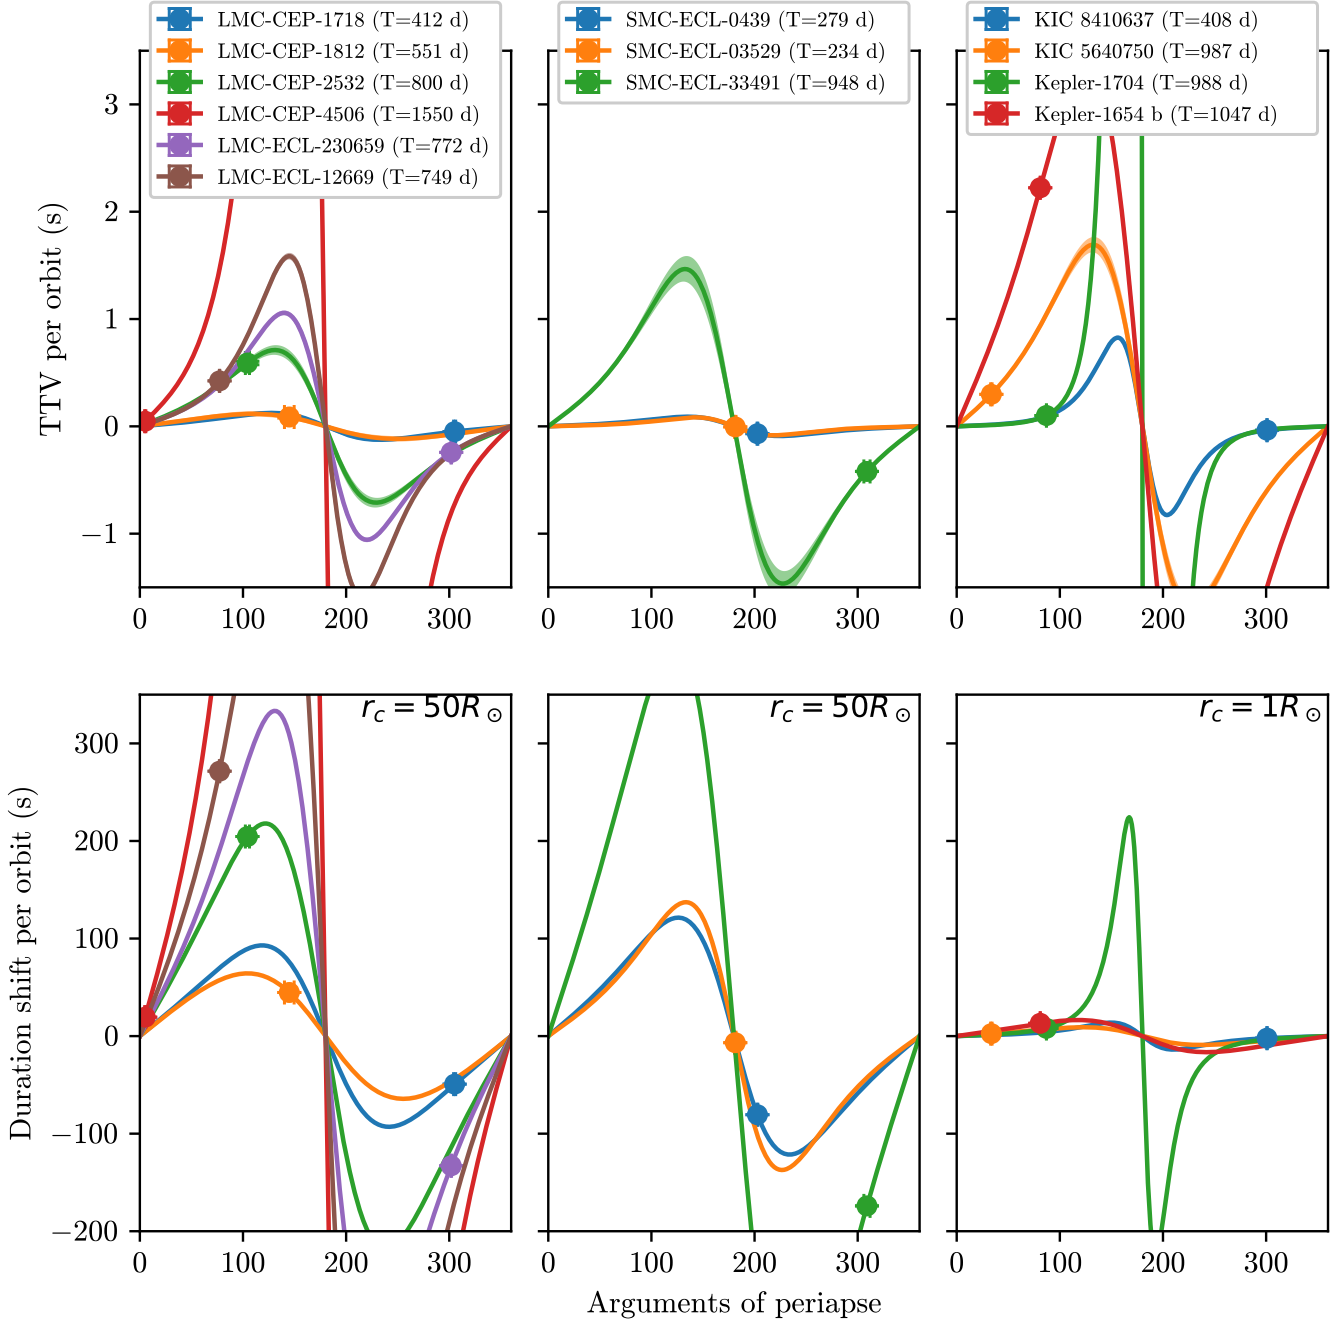 LMC-CEP-1718 (T=412 d)
LMC-CEP-1812 (T=551 d)
LMC-CEP-2532 (T=800 d)
LMC-CEP-4506 (T=1550 d)
LMC-ECL-230659 (T=772 d)
LMC-ECL-12669 (T=749 d)
SMC-ECL-0439 (T=279 d)
SMC-ECL-03529 (T=234 d)
SMC-ECL-33491 (T=948 d)
KIC 8410637 (T=408 d)
KIC 5640750 (T=987 d)
Kepler-1704 (T=988 d)
Kepler-1654 b (T=1047 d)
TTV per orbit (s)
3
2
1
0
−1
0 100 200 300
0 100 200 300
0 100 200 300
r_c = 50R_⊙
r_c = 50R_⊙
r_c = 1R_⊙
Duration shift per orbit (s)
300
200
100
0
−100
−200
0 100 200 300
0 100 200 300
0 100 200 300
Arguments of periapse